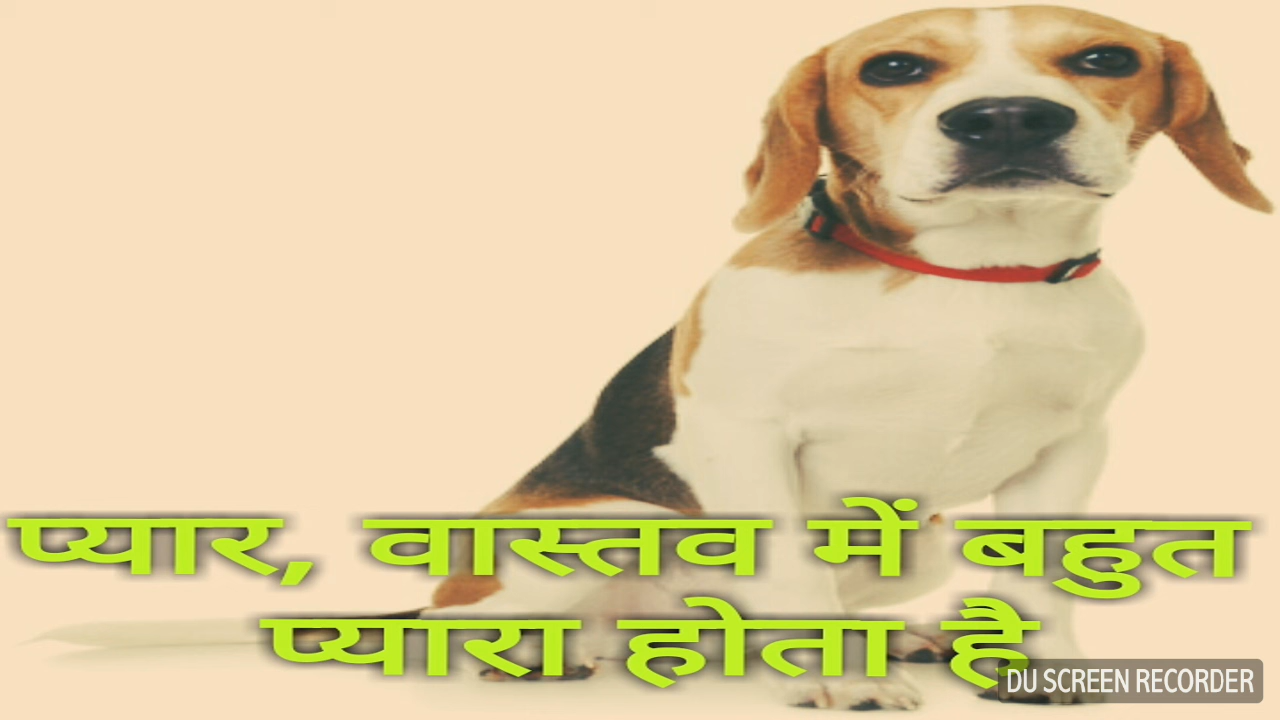 प्यार, वास्तव में बहुत
प्यारा होता है
DU SCREEN RECORDER